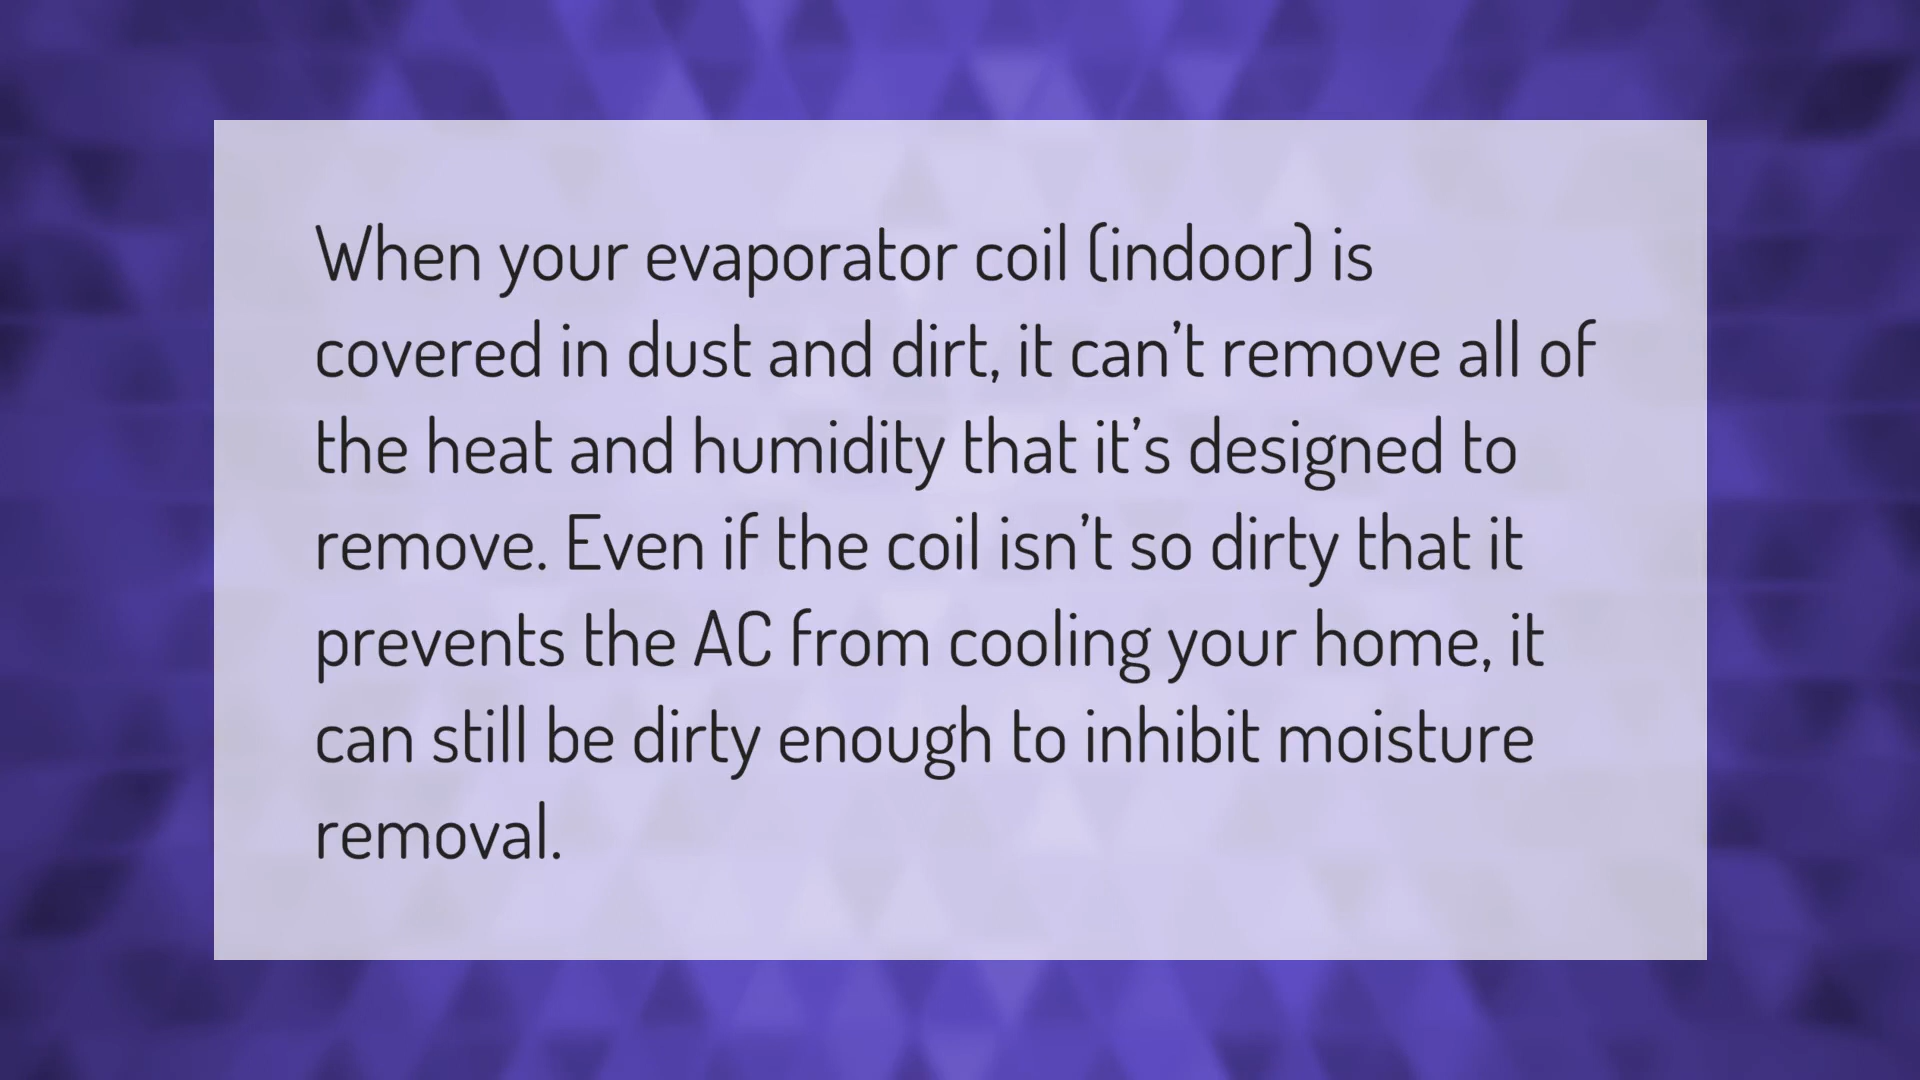 When your evaporator coil (indoor) is
covered in dust and dirt, it can’t remove all of
the heat and humidity that it’s designed to
remove. Even if the coil isn’t so dirty that it
prevents the AC from cooling your home, it
can still be dirty enough to inhibit moisture
removal.